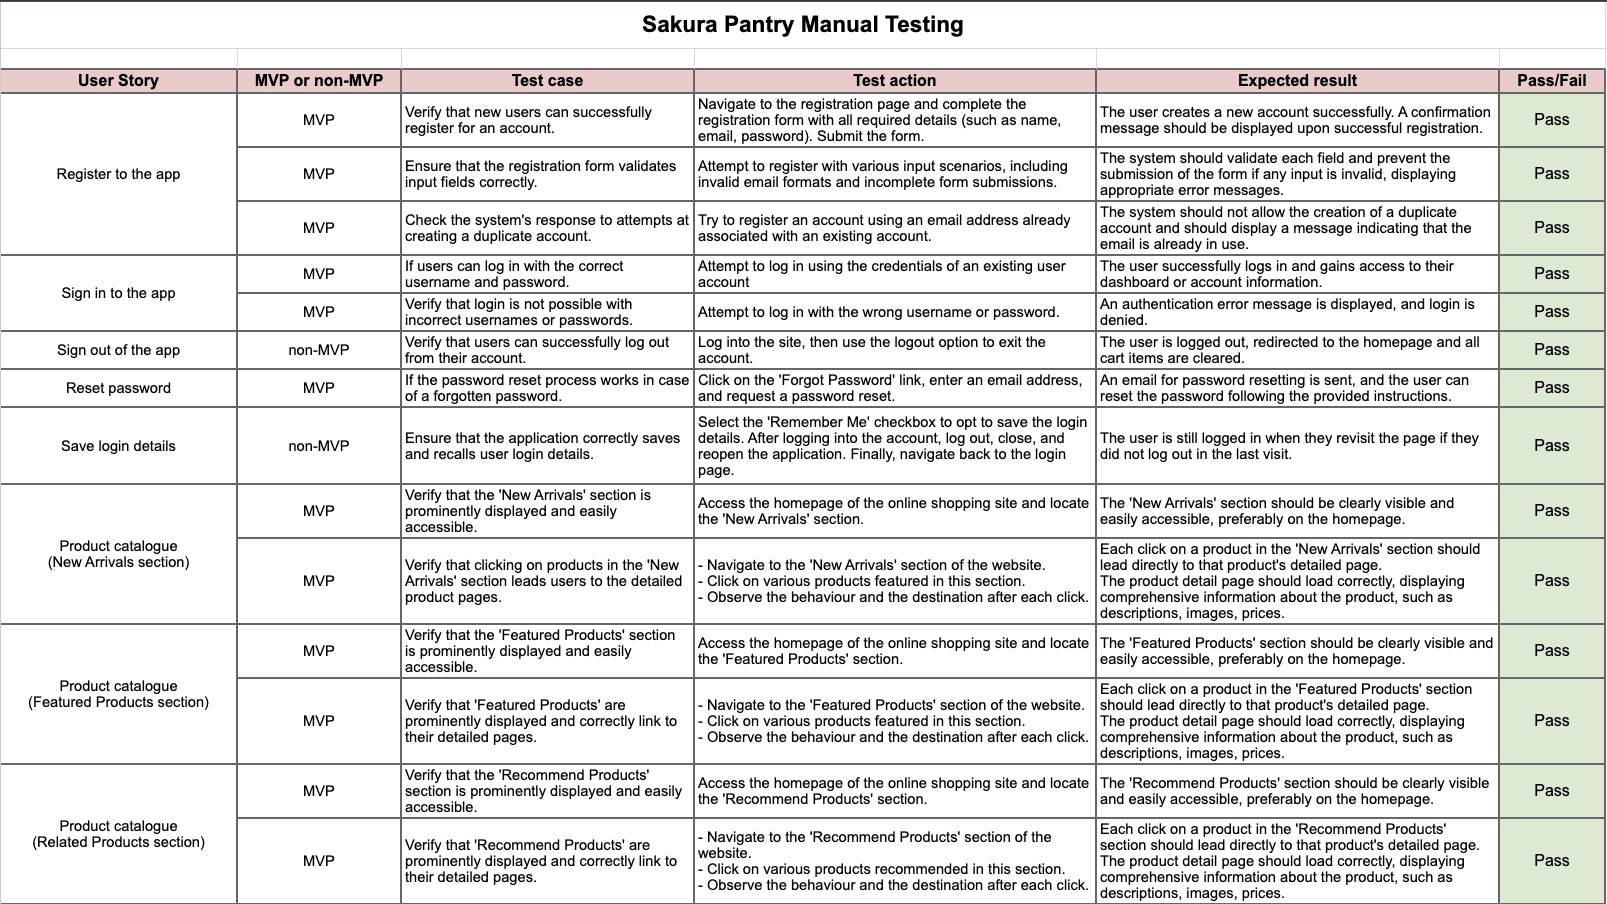 Sakura Pantry Manual Testing
User Story
MVP or non-MVP
Test case
Test action
Expected result
Pass/Fail
Register to the app
MVP
Verify that new users can successfully
register for an account.
Navigate to the registration page and complete the
registration form with all required details (such as name,
email, password). Submit the form.
The user creates a new account successfully. A confirmation
message should be displayed upon successful registration.
Pass
MVP
Ensure that the registration form validates
input fields correctly.
Attempt to register with various input scenarios, including
invalid email formats and incomplete form submissions.
The system should validate each field and prevent the
submission of the form if any input is invalid, displaying
appropriate error messages.
Pass
MVP
Check the system's response to attempts at
creating a duplicate account.
Try to register an account using an email address already
associated with an existing account.
The system should not allow the creation of a duplicate
account and should display a message indicating that the
email is already in use.
Pass
Sign in to the app
MVP
If users can log in with the correct
username and password.
Attempt to log in using the credentials of an existing user
account
The user successfully logs in and gains access to their
dashboard or account information.
Pass
MVP
Verify that login is not possible with
incorrect usernames or passwords.
Attempt to log in with the wrong username or password.
An authentication error message is displayed, and login is
denied.
Pass
Sign out of the app
non-MVP
Verify that users can successfully log out
from their account.
Log into the site, then use the logout option to exit the
account.
The user is logged out, redirected to the homepage and all
cart items are cleared.
Pass
Reset password
MVP
If the password reset process works in case
of a forgotten password.
Click on the 'Forgot Password' link, enter an email address,
and request a password reset.
An email for password resetting is sent, and the user can
reset the password following the provided instructions.
Pass
Save login details
non-MVP
Ensure that the application correctly saves
and recalls user login details.
Select the 'Remember Me' checkbox to opt to save the login
details. After logging into the account, log out, close, and
reopen the application. Finally, navigate back to the login
page.
The user is still logged in when they revisit the page if they
did not log out in the last visit.
Pass
Product catalogue
(New Arrivals section)
MVP
Verify that the 'New Arrivals' section is
prominently displayed and easily
accessible.
Access the homepage of the online shopping site and locate
the 'New Arrivals' section.
The 'New Arrivals' section should be clearly visible and
easily accessible, preferably on the homepage.
Pass
MVP
Verify that clicking on products in the 'New
Arrivals' section leads users to the detailed
product pages.
- Navigate to the 'New Arrivals' section of the website.
- Click on various products featured in this section.
- Observe the behaviour and the destination after each click.
Each click on a product in the 'New Arrivals' section should
lead directly to that product's detailed page.
The product detail page should load correctly, displaying
comprehensive information about the product, such as
descriptions, images, prices.
Pass
Product catalogue
(Featured Products section)
MVP
Verify that the 'Featured Products' section
is prominently displayed and easily
accessible.
Access the homepage of the online shopping site and locate
the 'Featured Products' section.
The 'Featured Products' section should be clearly visible and
easily accessible, preferably on the homepage.
Pass
MVP
Verify that 'Featured Products' are
prominently displayed and correctly link to
their detailed pages.
- Navigate to the 'Featured Products' section of the website.
- Click on various products featured in this section.
- Observe the behaviour and the destination after each click.
Each click on a product in the 'Featured Products' section
should lead directly to that product's detailed page.
The product detail page should load correctly, displaying
comprehensive information about the product, such as
descriptions, images, prices.
Pass
Product catalogue
(Related Products section)
MVP
Verify that the 'Recommend Products'
section is prominently displayed and easily
accessible.
Access the homepage of the online shopping site and locate
the 'Recommend Products' section.
The 'Recommend Products' section should be clearly visible
and easily accessible, preferably on the homepage.
Pass
MVP
Verify that 'Recommend Products' are
prominently displayed and correctly link to
their detailed pages.
- Navigate to the 'Recommend Products' section of the
website.
- Click on various products recommended in this section.
- Observe the behaviour and the destination after each click.
Each click on a product in the 'Recommend Products'
section should lead directly to that product's detailed page.
The product detail page should load correctly, displaying
comprehensive information about the product, such as
descriptions, images, prices.
Pass